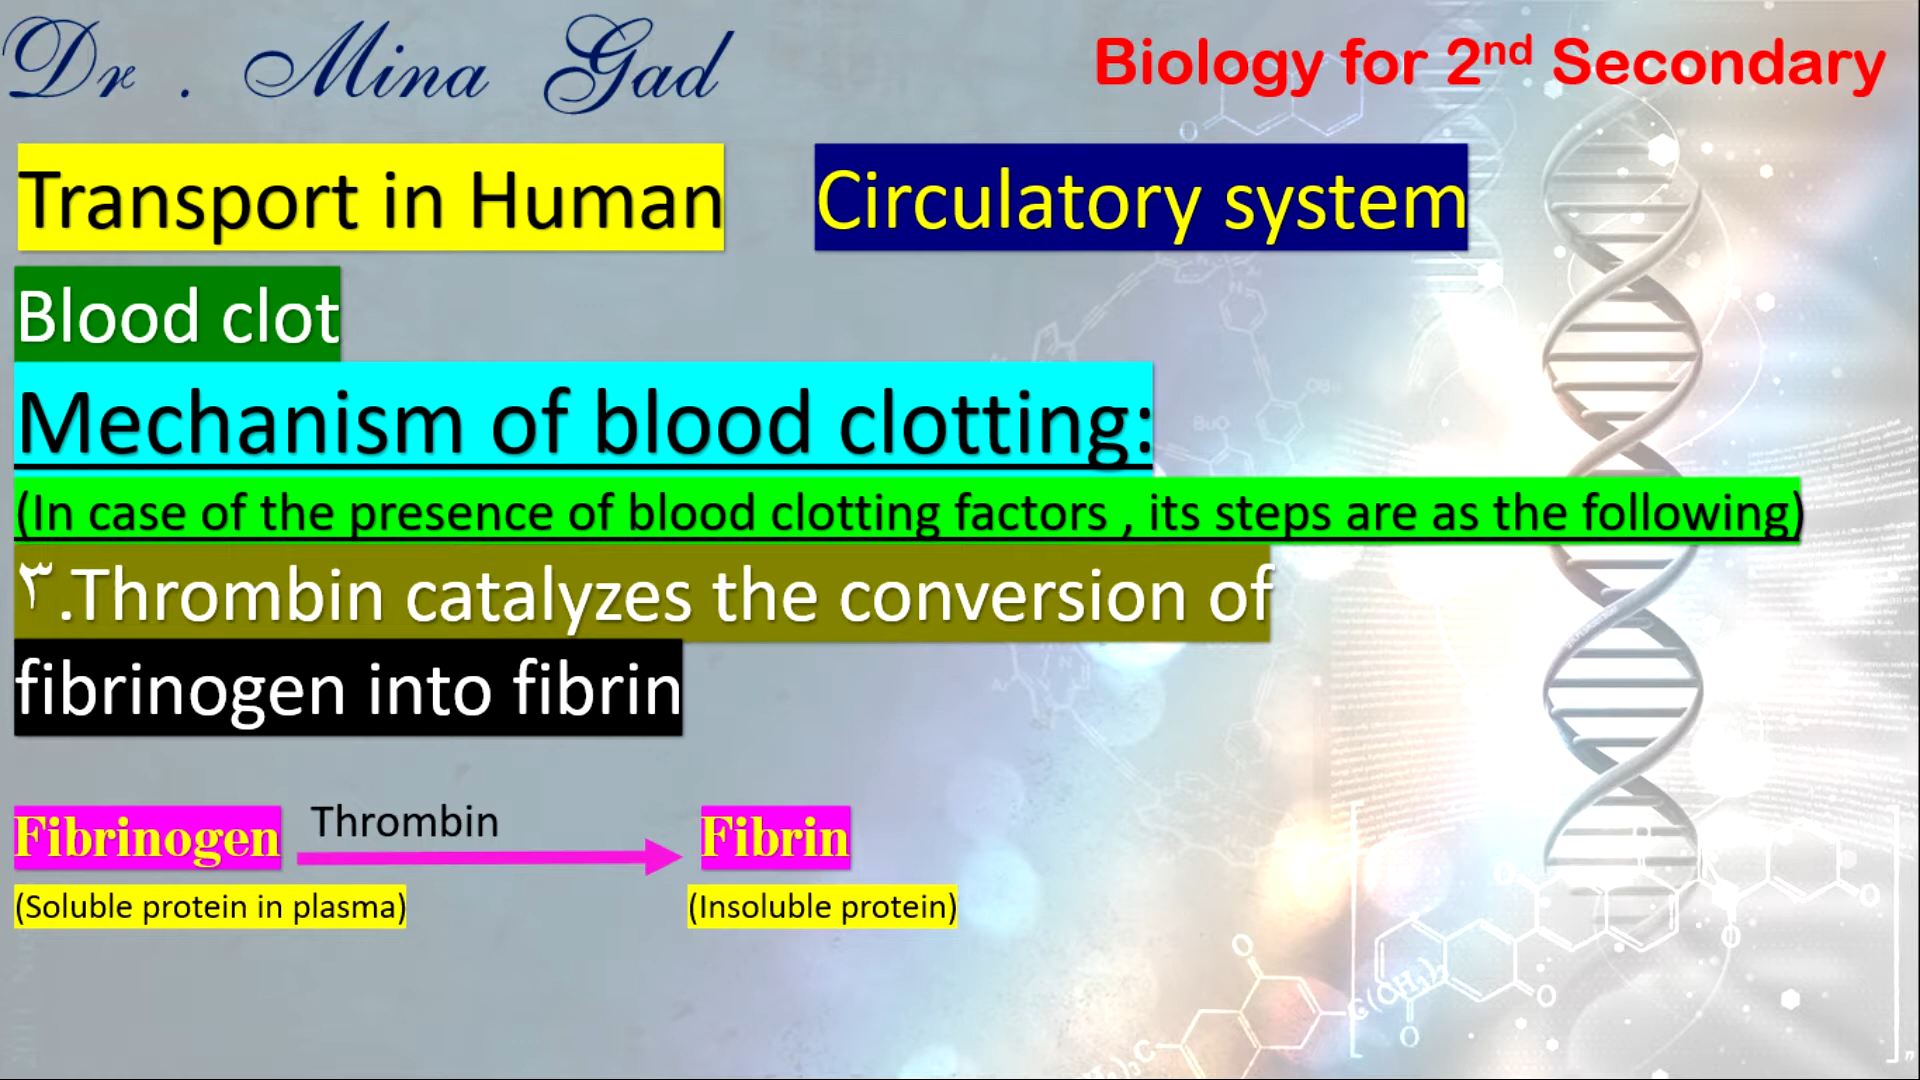 Dr . Mina Gad
Biology for 2nd Secondary
Transport in Human
Circulatory system
Blood clot
Mechanism of blood clotting:
(In case of the presence of blood clotting factors , its steps are as the following)
٣.Thrombin catalyzes the conversion of
fibrinogen into fibrin
Fibrinogen
Thrombin
Fibrin
(Soluble protein in plasma)
(Insoluble protein)